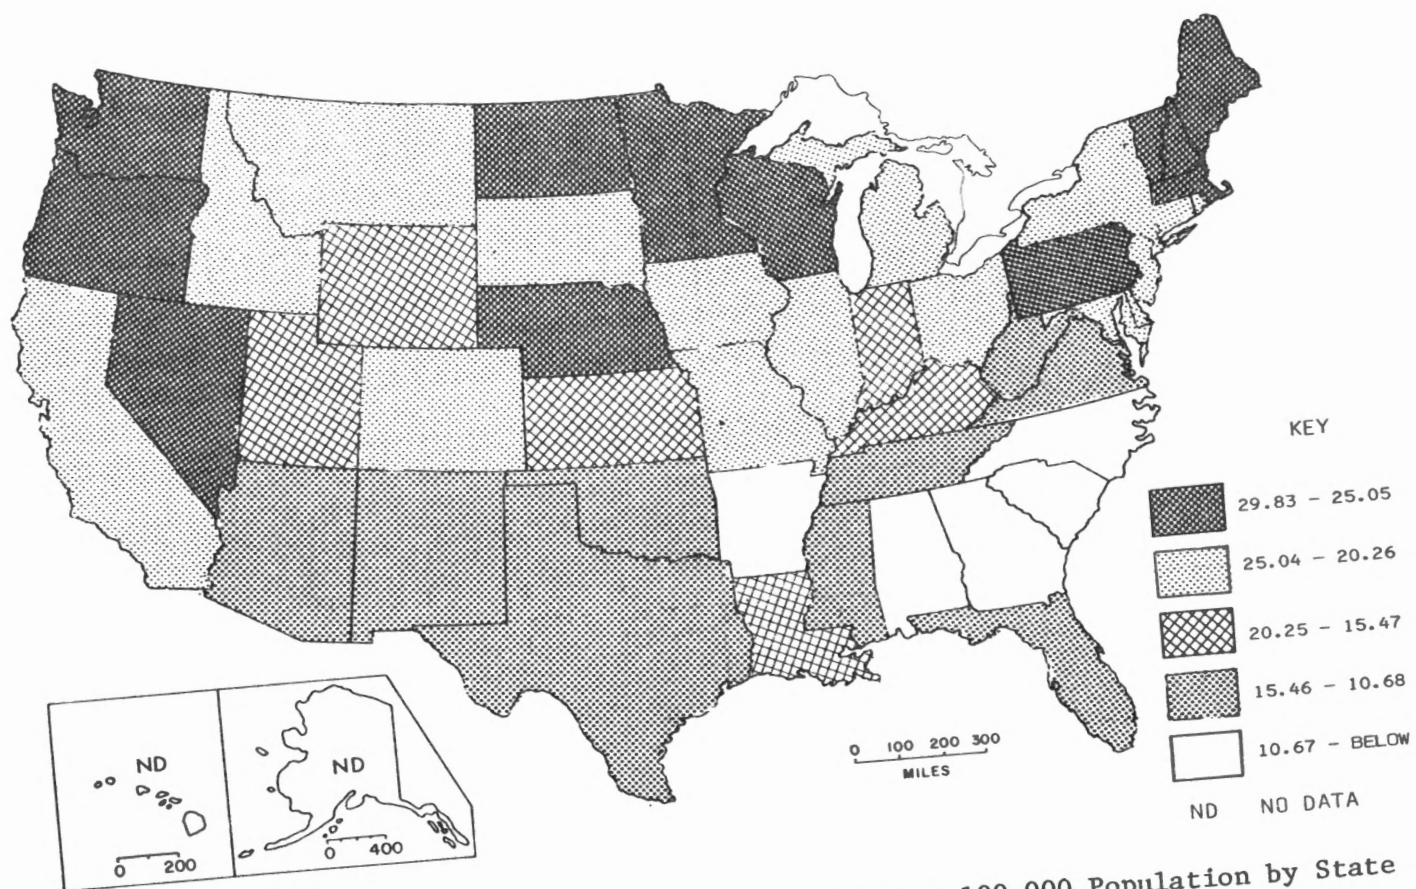 KEY
29.83 - 25.05
25.04 - 20.26
20.25 - 15.47
15.46 - 10.68
10.67 - BELOW
ND NO DATA
0 100 200 300
MILES
ND
0 200
ND
0 400
100,000 Population by State